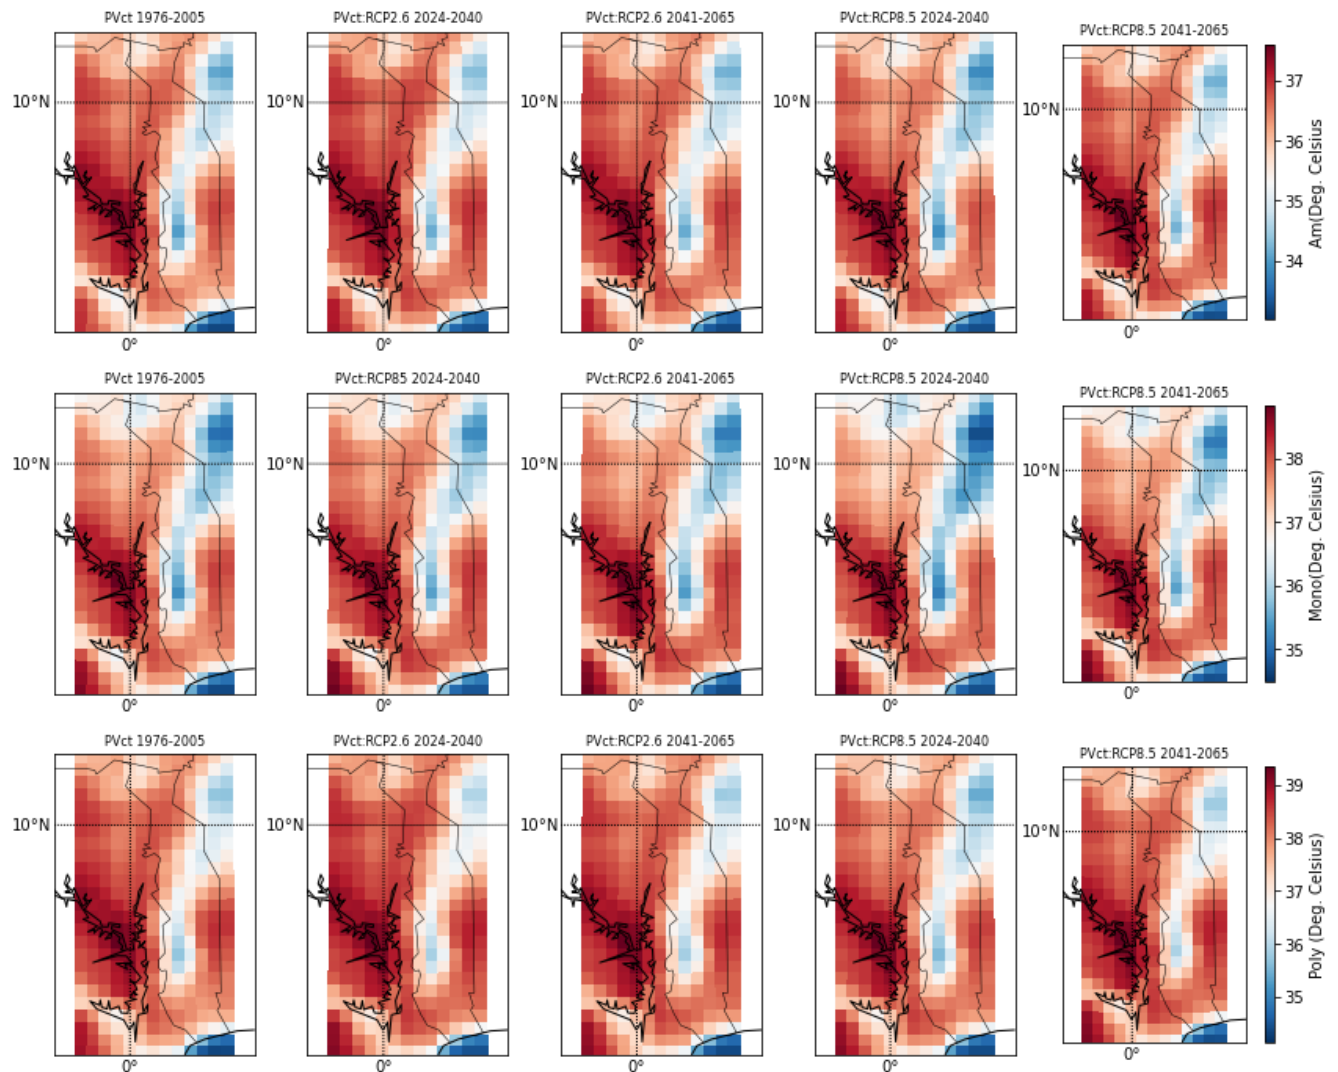 PVct 1976-2005
PVct:RCP2.6 2024-2040
PVct:RCP2.6 2041-2065
PVct:RCP8.5 2024-2040
PVct:RCP8.5 2041-2065
10°N
10°N
10°N
10°N
10°N
37
36
35
34
Am(Deg. Celsius
0°
0°
0°
0°
0°
PVct 1976-2005
PVct:RCP85 2024-2040
PVct:RCP2.6 2041-2065
PVct:RCP8.5 2024-2040
PVct:RCP8.5 2041-2065
10°N
10°N
10°N
10°N
10°N
38
37
36
35
Mono(Deg. Celsius)
0°
0°
0°
0°
0°
PVct 1976-2005
PVct:RCP2.6 2024-2040
PVct:RCP2.6 2041-2065
PVct:RCP8.5 2024-2040
PVct:RCP8.5 2041-2065
10°N
10°N
10°N
10°N
10°N
39
38
37
36
35
Poly (Deg. Celsius)
0°
0°
0°
0°
0°